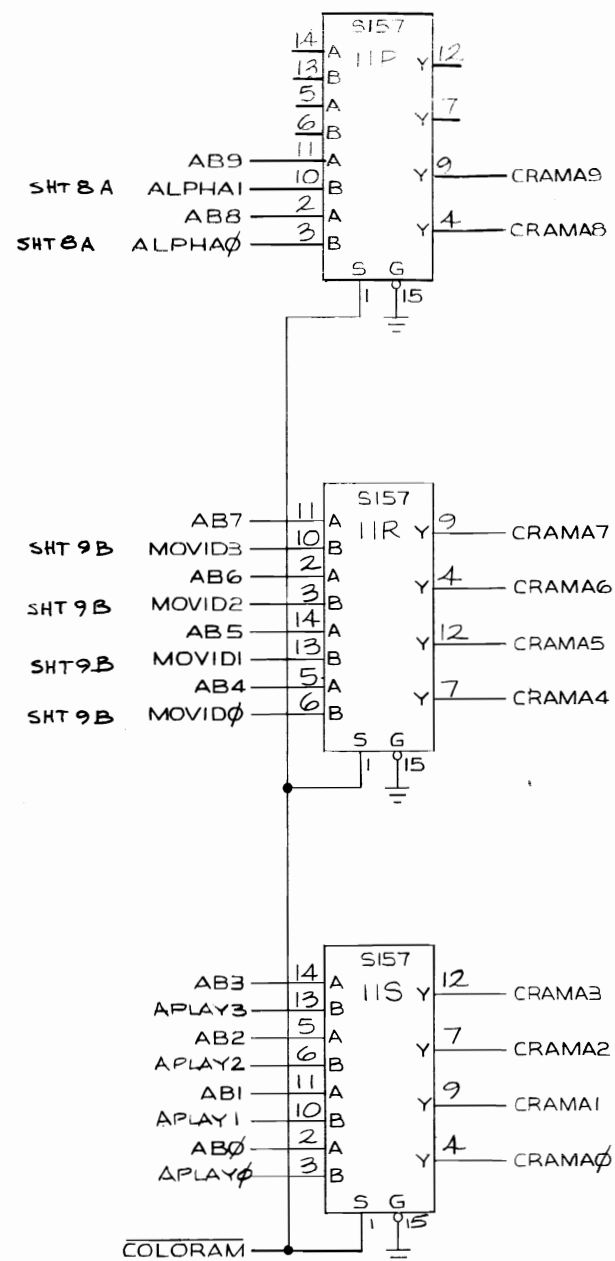 S157
11P
14 A
13 B
5 A
6 B
AB9 11 A
SHT 8A ALPHA1 10 B
AB8 2 A
SHT 8A ALPHAØ 3 B
Y 12
Y 7
Y 9 CRAMA9
Y 4 CRAMA8
S G
1 15
S157
11R
AB7 11 A
SHT 9B MOVID3 10 B
AB6 2 A
SHT 9B MOVID2 3 B
AB5 14 A
SHT 9B MOVID1 13 B
AB4 5 A
SHT 9B MOVIDØ 6 B
Y 9 CRAMA7
Y 4 CRAMA6
Y 12 CRAMA5
Y 7 CRAMA4
S G
1 15
S157
11S
AB3 14 A
APLAY3 13 B
AB2 5 A
APLAY2 6 B
AB1 11 A
APLAY1 10 B
ABØ 2 A
APLAYØ 3 B
Y 12 CRAMA3
Y 7 CRAMA2
Y 9 CRAMA1
Y 4 CRAMAØ
S G
1 15
COLORAM